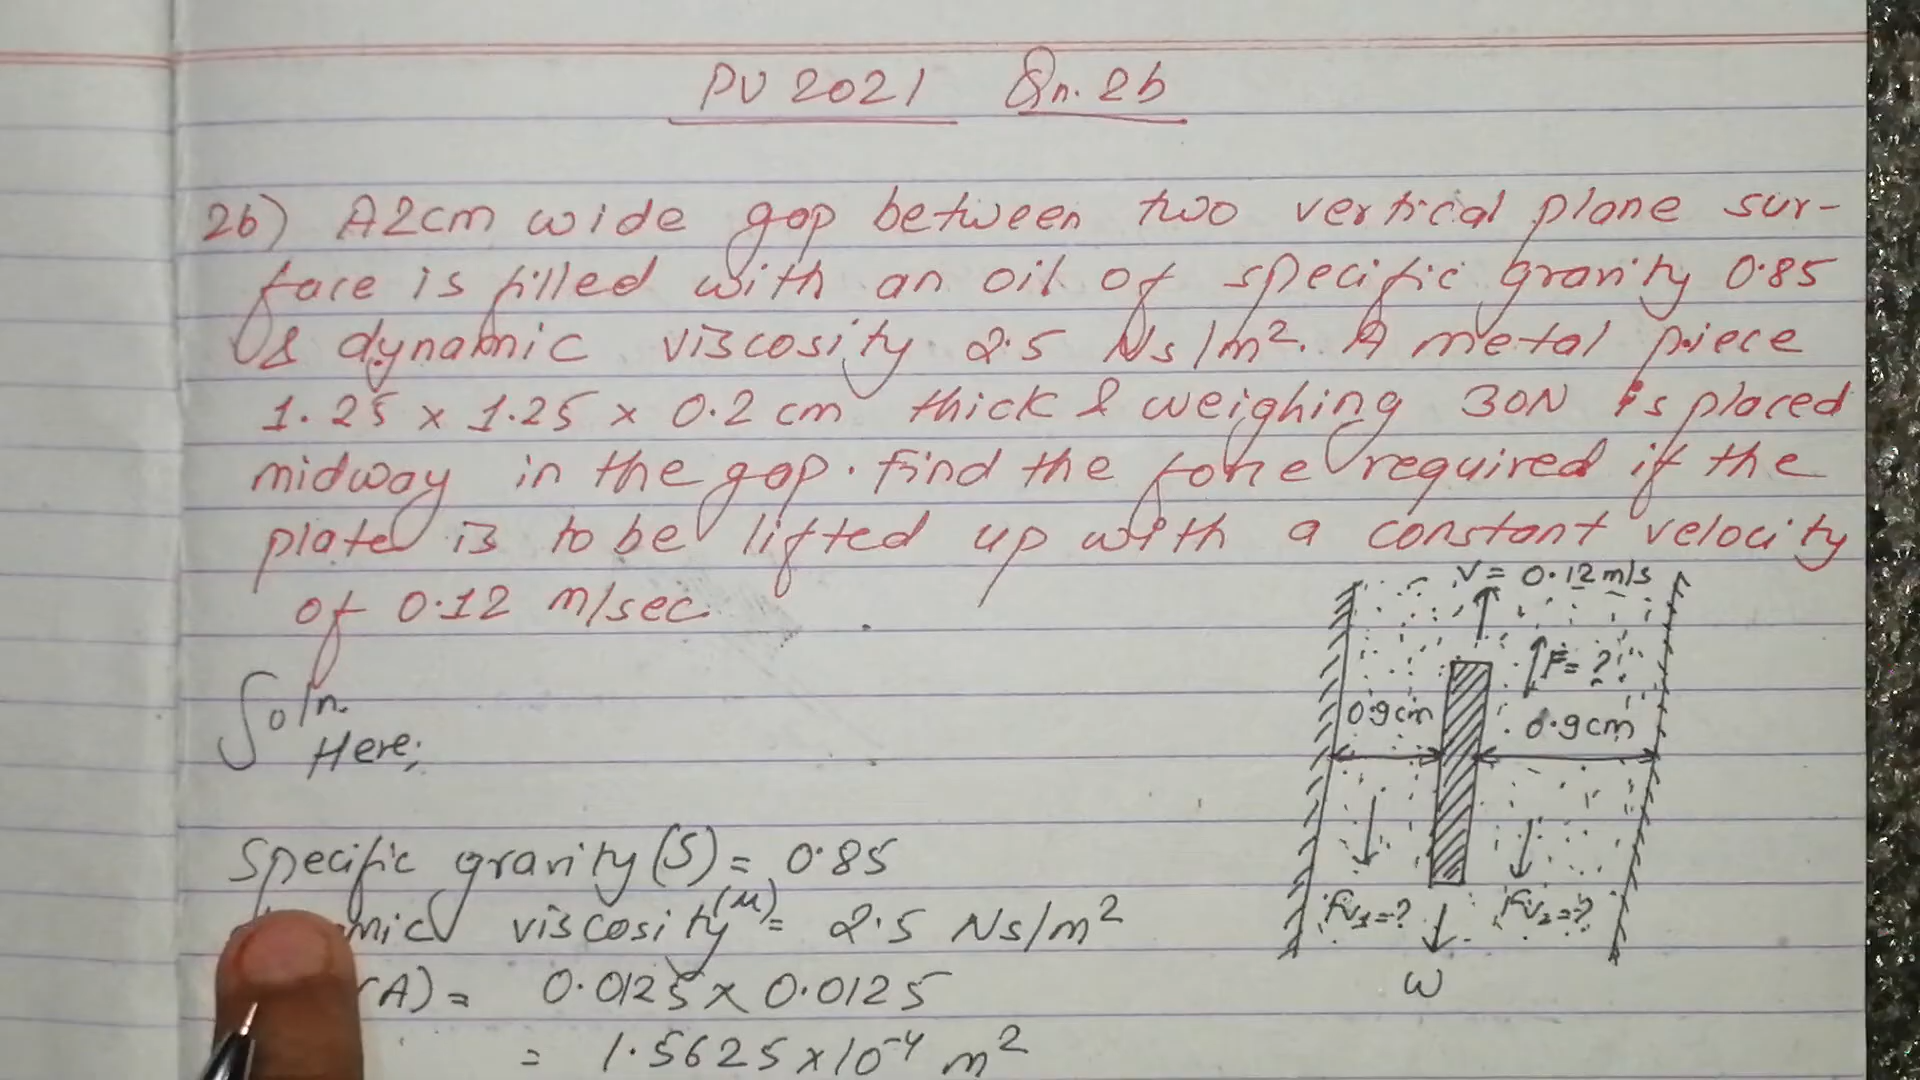 PU 2021 Qn. 2b
2b) A 2cm wide gap between two vertical plane sur-
face is filled with an oil of specific gravity 0.85
& dynamic viscosity 2.5 Ns/m². A metal piece
1.25 x 1.25 x 0.2 cm thick & weighing 30N is placed
midway in the gap. Find the force required if the
plate is to be lifted up with a constant velocity
of 0.12 m/sec
V = 0.12 m/s
F = ?
0.9cm 0.9cm
Fv1=? Fv2=?
W
Soln.
Here;
Specific gravity (S) = 0.85
viscosity (μ) = 2.5 Ns/m²
(A) = 0.0125 x 0.0125
= 1.5625 x 10⁻⁴ m²